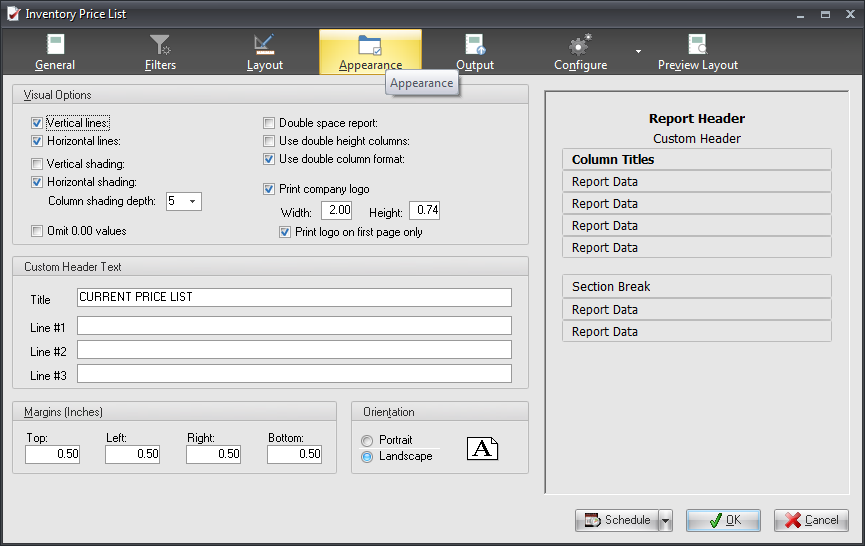 Inventory Price List
General
Filters
Layout
Appearance
Output
Configure
Preview Layout
Appearance
Visual Options
Vertical lines:
Horizontal lines:
Vertical shading:
Horizontal shading:
Column shading depth: 5
Omit 0.00 values
Double space report:
Use double height columns:
Use double column format:
Print company logo
Width: 2.00 Height: 0.74
Print logo on first page only
Custom Header Text
Title CURRENT PRICE LIST
Line #1
Line #2
Line #3
Margins (Inches)
Top: Left: Right: Bottom:
0.50 0.50 0.50 0.50
Orientation
Portrait
Landscape
A
Report Header
Custom Header
Column Titles
Report Data
Report Data
Report Data
Report Data
Section Break
Report Data
Report Data
Schedule
OK
Cancel